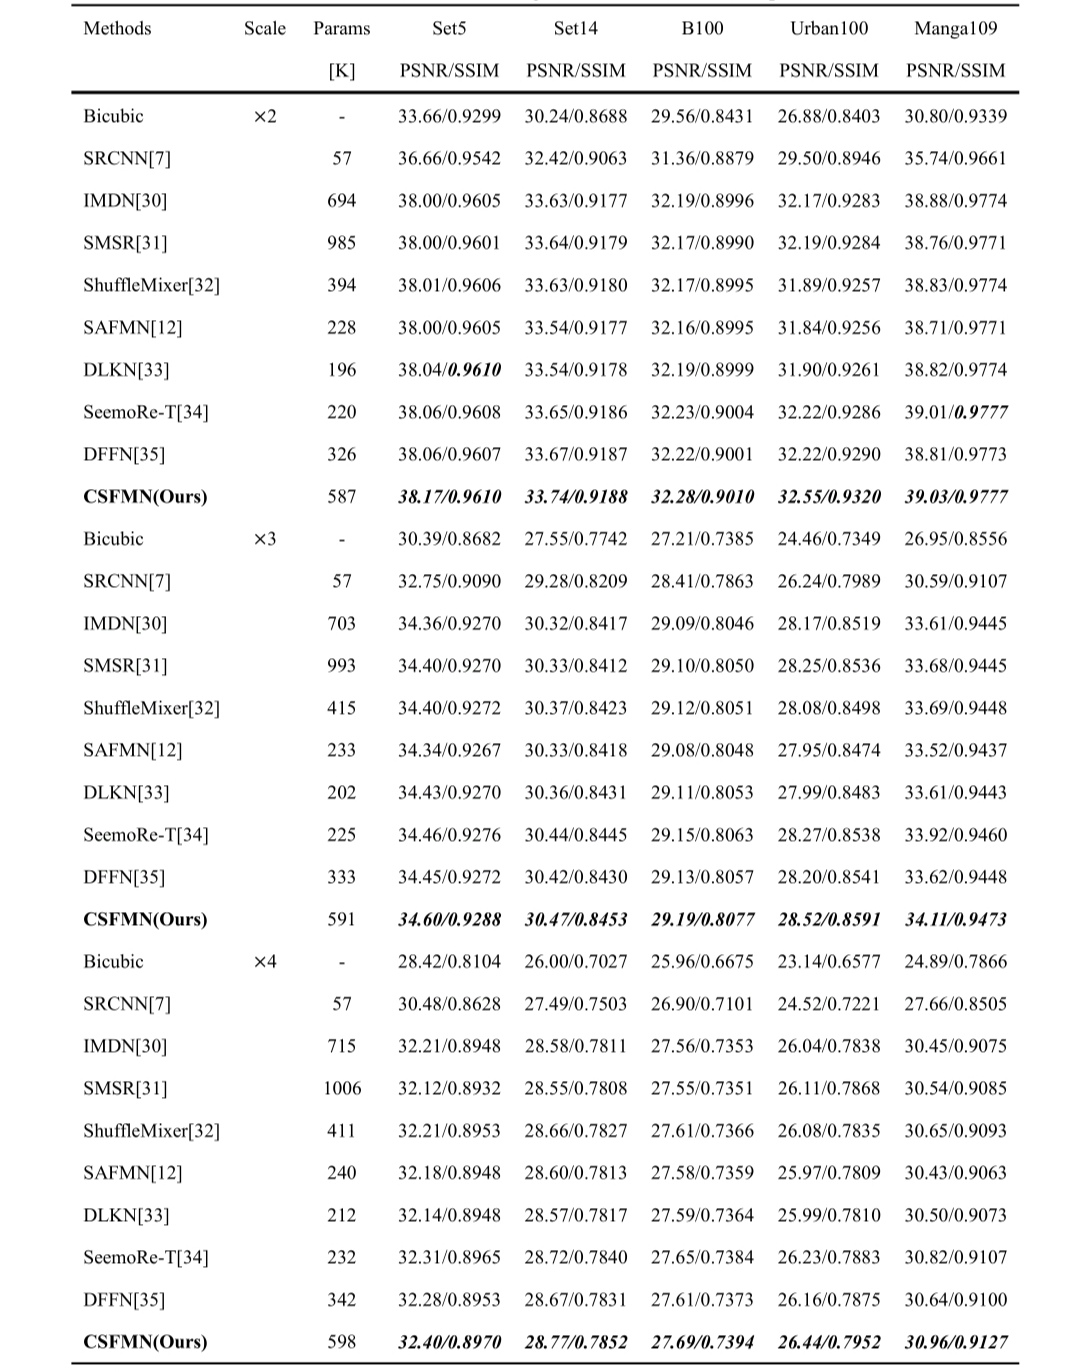 Methods Scale Params Set5 Set14 B100 Urban100 Manga109
[K] PSNR/SSIM PSNR/SSIM PSNR/SSIM PSNR/SSIM PSNR/SSIM
Bicubic ×2 - 33.66/0.9299 30.24/0.8688 29.56/0.8431 26.88/0.8403 30.80/0.9339
SRCNN[7] 57 36.66/0.9542 32.42/0.9063 31.36/0.8879 29.50/0.8946 35.74/0.9661
IMDN[30] 694 38.00/0.9605 33.63/0.9177 32.19/0.8996 32.17/0.9283 38.88/0.9774
SMSR[31] 985 38.00/0.9601 33.64/0.9179 32.17/0.8990 32.19/0.9284 38.76/0.9771
ShuffleMixer[32] 394 38.01/0.9606 33.63/0.9180 32.17/0.8995 31.89/0.9257 38.83/0.9774
SAFMN[12] 228 38.00/0.9605 33.54/0.9177 32.16/0.8995 31.84/0.9256 38.71/0.9771
DLKN[33] 196 38.04/0.9610 33.54/0.9178 32.19/0.8999 31.90/0.9261 38.82/0.9774
SeemoRe-T[34] 220 38.06/0.9608 33.65/0.9186 32.23/0.9004 32.22/0.9286 39.01/0.9777
DFFN[35] 326 38.06/0.9607 33.67/0.9187 32.22/0.9001 32.22/0.9290 38.81/0.9773
CSFMN(Ours) 587 38.17/0.9610 33.74/0.9188 32.28/0.9010 32.55/0.9320 39.03/0.9777
Bicubic ×3 - 30.39/0.8682 27.55/0.7742 27.21/0.7385 24.46/0.7349 26.95/0.8556
SRCNN[7] 57 32.75/0.9090 29.28/0.8209 28.41/0.7863 26.24/0.7989 30.59/0.9107
IMDN[30] 703 34.36/0.9270 30.32/0.8417 29.09/0.8046 28.17/0.8519 33.61/0.9445
SMSR[31] 993 34.40/0.9270 30.33/0.8412 29.10/0.8050 28.25/0.8536 33.68/0.9445
ShuffleMixer[32] 415 34.40/0.9272 30.37/0.8423 29.12/0.8051 28.08/0.8498 33.69/0.9448
SAFMN[12] 233 34.34/0.9267 30.33/0.8418 29.08/0.8048 27.95/0.8474 33.52/0.9437
DLKN[33] 202 34.43/0.9270 30.36/0.8431 29.11/0.8053 27.99/0.8483 33.61/0.9443
SeemoRe-T[34] 225 34.46/0.9276 30.44/0.8445 29.15/0.8063 28.27/0.8538 33.92/0.9460
DFFN[35] 333 34.45/0.9272 30.42/0.8430 29.13/0.8057 28.20/0.8541 33.62/0.9448
CSFMN(Ours) 591 34.60/0.9288 30.47/0.8453 29.19/0.8077 28.52/0.8591 34.11/0.9473
Bicubic ×4 - 28.42/0.8104 26.00/0.7027 25.96/0.6675 23.14/0.6577 24.89/0.7866
SRCNN[7] 57 30.48/0.8628 27.49/0.7503 26.90/0.7101 24.52/0.7221 27.66/0.8505
IMDN[30] 715 32.21/0.8948 28.58/0.7811 27.56/0.7353 26.04/0.7838 30.45/0.9075
SMSR[31] 1006 32.12/0.8932 28.55/0.7808 27.55/0.7351 26.11/0.7868 30.54/0.9085
ShuffleMixer[32] 411 32.21/0.8953 28.66/0.7827 27.61/0.7366 26.08/0.7835 30.65/0.9093
SAFMN[12] 240 32.18/0.8948 28.60/0.7813 27.58/0.7359 25.97/0.7809 30.43/0.9063
DLKN[33] 212 32.14/0.8948 28.57/0.7817 27.59/0.7364 25.99/0.7810 30.50/0.9073
SeemoRe-T[34] 232 32.31/0.8965 28.72/0.7840 27.65/0.7384 26.23/0.7883 30.82/0.9107
DFFN[35] 342 32.28/0.8953 28.67/0.7831 27.61/0.7373 26.16/0.7875 30.64/0.9100
CSFMN(Ours) 598 32.40/0.8970 28.77/0.7852 27.69/0.7394 26.44/0.7952 30.96/0.9127